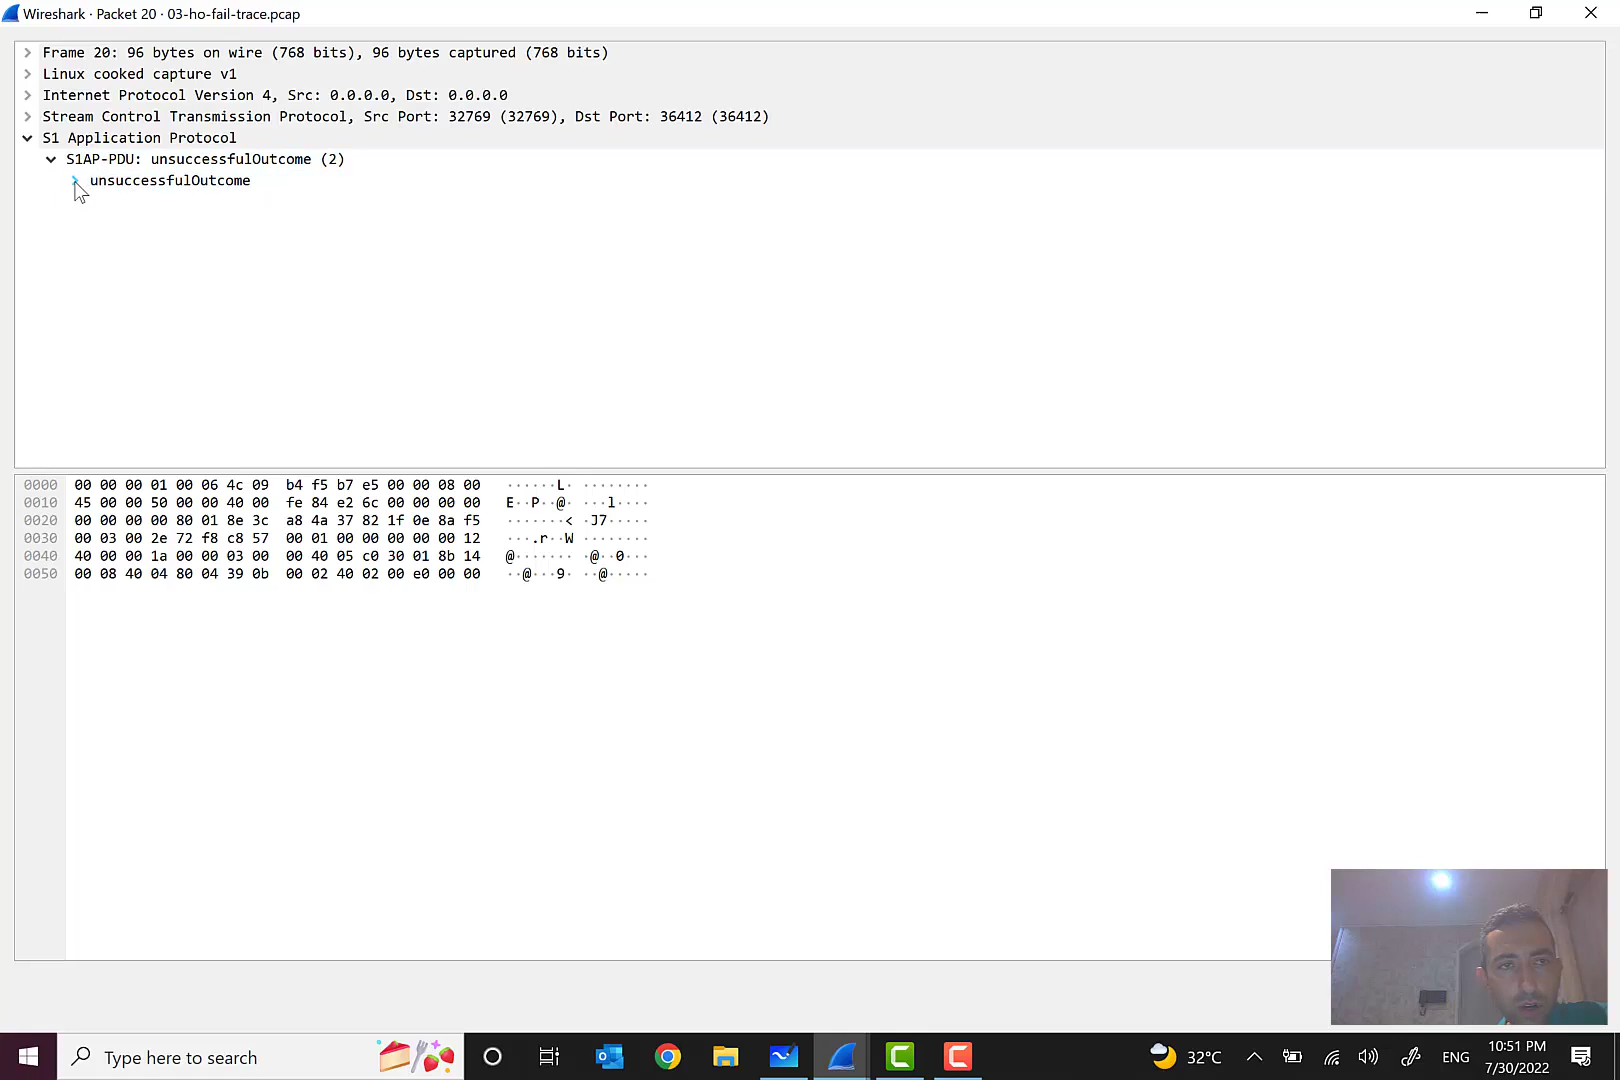 Wireshark · Packet 20 · 03-ho-fail-trace.pcap
Frame 20: 96 bytes on wire (768 bits), 96 bytes captured (768 bits)
Linux cooked capture v1
Internet Protocol Version 4, Src: 0.0.0.0, Dst: 0.0.0.0
Stream Control Transmission Protocol, Src Port: 32769 (32769), Dst Port: 36412 (36412)
S1 Application Protocol
S1AP-PDU: unsuccessfulOutcome (2)
unsuccessfulOutcome
0000 00 00 00 01 00 06 4c 09 b4 f5 b7 e5 00 00 08 00 ······L· ········
0010 45 00 00 50 00 00 40 00 fe 84 e2 6c 00 00 00 00 E··P··@· ···l····
0020 00 00 00 00 80 01 8e 3c a8 4a 37 82 1f 0e 8a f5 ·······< ·J7·····
0030 00 03 00 2e 72 f8 c8 57 00 01 00 00 00 00 00 12 ···.r··W ········
0040 40 00 00 1a 00 00 03 00 00 40 05 c0 30 01 8b 14 @······· ·@··0···
0050 00 08 40 04 80 04 39 0b 00 02 40 02 00 e0 00 00 ··@···9· ··@·····
Type here to search
32°C
ENG
10:51 PM
7/30/2022